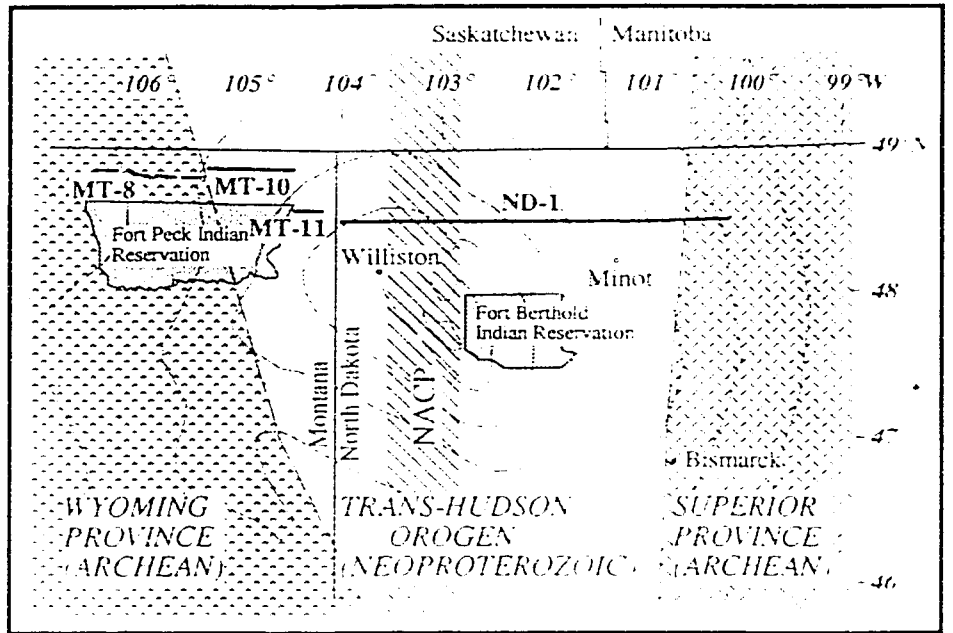 Saskatchewan Manitoba
106° 105° 104° 103° 102° 101° 100° 99°W
49°N
MT-8 MT-10
MT-11 ND-1
Fort Peck Indian
Reservation
Williston
Minot
48
Fort Berthold
Indian Reservation
Montana
North Dakota
NACP
47
Bismarck
WYOMING
PROVINCE
(ARCHEAN)
TRANS-HUDSON
OROGEN
(NEOPROTEROZOIC)
SUPERIOR
PROVINCE
(ARCHEAN)
46